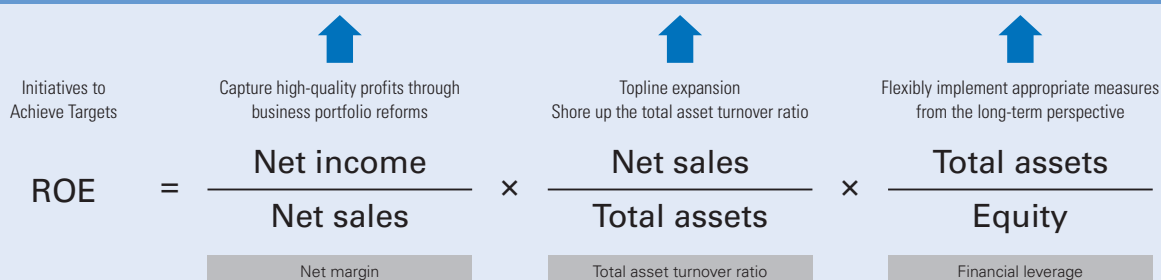 Initiatives to
Achieve Targets
Capture high-quality profits through
business portfolio reforms
Topline expansion
Shore up the total asset turnover ratio
Flexibly implement appropriate measures
from the long-term perspective
ROE = Net income / Net sales × Net sales / Total assets × Total assets / Equity
Net margin
Total asset turnover ratio
Financial leverage